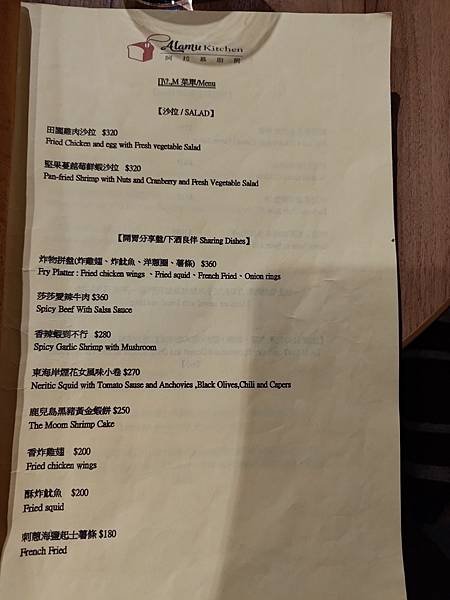 Alamu Kitchen
阿拉慕廚房
菜單/Menu
【沙拉 / SALAD】
田園雞肉沙拉 $320
Fried Chicken and egg with Fresh vegetable Salad
堅果蔓越莓鮮蝦沙拉 $320
Pan-fried Shrimp with Nuts and Cranberry and Fresh Vegetable Salad
【開胃分享盤/下酒良伴 Sharing Dishes】
炸物拼盤(炸雞翅、炸魷魚、洋蔥圈、薯條) $360
Fry Platter : Fried chicken wings 、Fried squid、French Fried、Onion rings
莎莎愛辣牛肉 $360
Spicy Beef With Salsa Sauce
香辣蝦到不行 $280
Spicy Garlic Shrimp with Mushroom
東海岸煙花女風味小卷 $270
Neritic Squid with Tomato Sause and Anchovies ,Black Olives,Chili and Capers
鹿兒島黑豬黃金蝦餅 $250
The Moom Shrimp Cake
香炸雞翅 $200
Fried chicken wings
酥炸魷魚 $200
Fried squid
刺蔥海鹽起士薯條 $180
French Fried